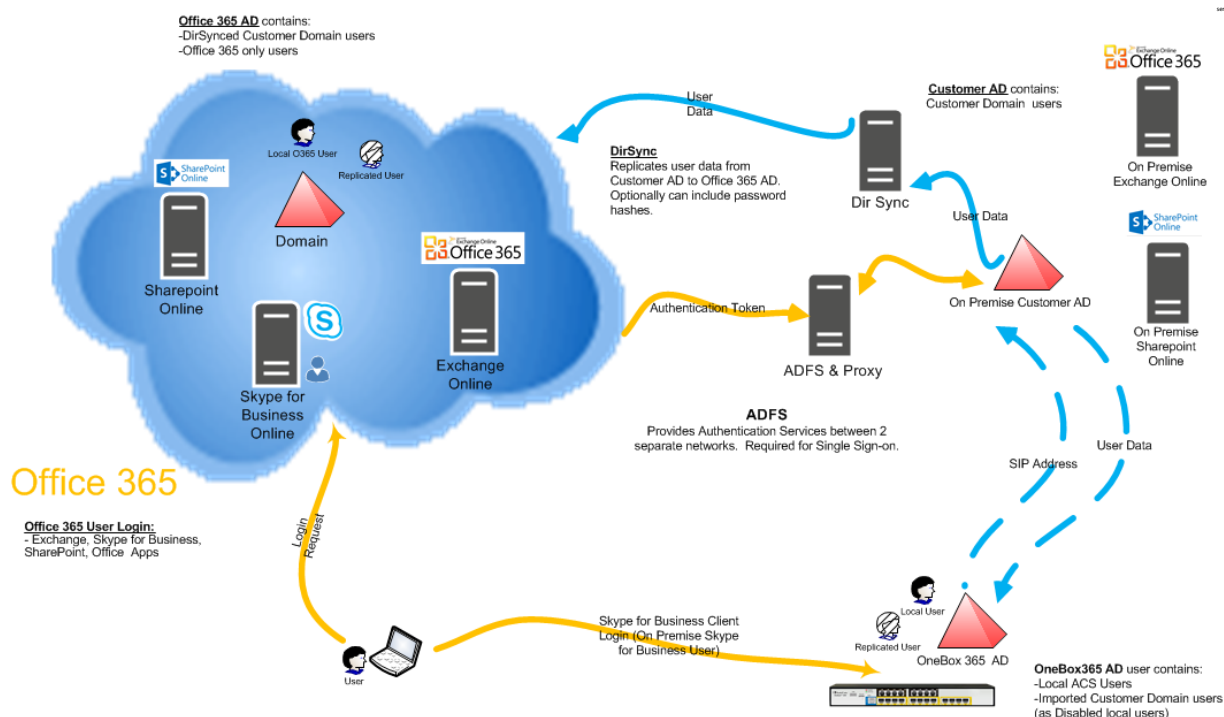 Office 365 AD contains:
-DirSynced Customer Domain users
-Office 365 only users
Exchange Online
Office 365
Customer AD contains:
Customer Domain users
User
Data
DirSync
Replicates user data from
Customer AD to Office 365 AD.
Optionally can include password
hashes.
Dir Sync
On Premise
Exchange Online
Local O365 User
Replicated User
SharePoint
Online
Domain
Exchange Online
Office 365
Sharepoint
Online
User Data
SharePoint
Online
On Premise Customer AD
On Premise
Sharepoint
Online
Authentication Token
Exchange
Online
ADFS & Proxy
S
Skype for
Business
Online
ADFS
Provides Authentication Services between 2
separate networks. Required for Single Sign-on.
User Data
SIP Address
Office 365
Office 365 User Login:
- Exchange, Skype for Business,
SharePoint, Office Apps
Login
Request
Local User
Replicated User
OneBox 365 AD
Skype for Business Client
Login (On Premise Skype
for Business User)
User
OneBox365 AD user contains:
-Local ACS Users
-Imported Customer Domain users
(as Disabled local users)